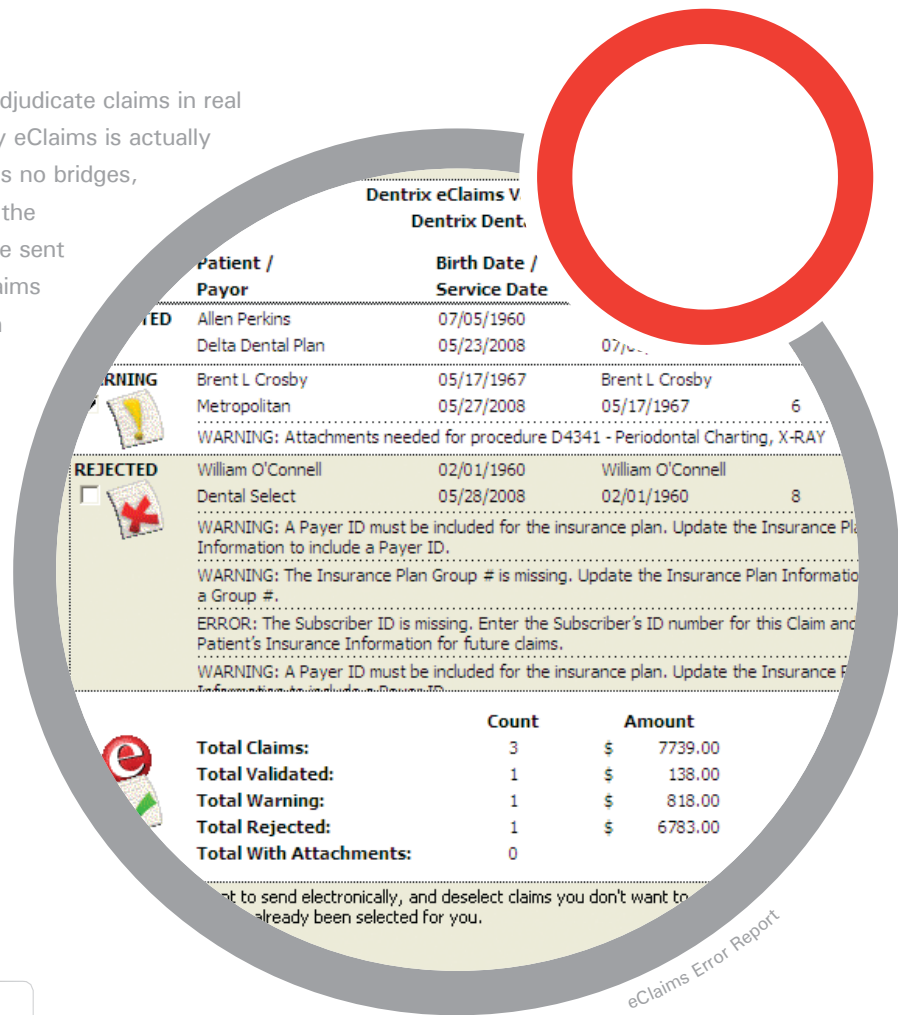 djudicate claims in real
eClaims is actually
s no bridges,
the
e sent
aims
Dentrix eClaims V
Dentrix Dent
Patient / Birth Date /
Payor Service Date
TED Allen Perkins 07/05/1960
Delta Dental Plan 05/23/2008 07/
RNING Brent L Crosby 05/17/1967 Brent L Crosby
Metropolitan 05/27/2008 05/17/1967 6
WARNING: Attachments needed for procedure D4341 - Periodontal Charting, X-RAY
REJECTED William O'Connell 02/01/1960 William O'Connell
Dental Select 05/28/2008 02/01/1960 8
WARNING: A Payer ID must be included for the insurance plan. Update the Insurance Pla
Information to include a Payer ID.
WARNING: The Insurance Plan Group # is missing. Update the Insurance Plan Informatio
a Group #.
ERROR: The Subscriber ID is missing. Enter the Subscriber's ID number for this Claim and
Patient's Insurance Information for future claims.
WARNING: A Payer ID must be included for the insurance plan. Update the Insurance P
Information to include a Payer ID.
Count Amount
Total Claims: 3 $ 7739.00
Total Validated: 1 $ 138.00
Total Warning: 1 $ 818.00
Total Rejected: 1 $ 6783.00
Total With Attachments: 0
to send electronically, and deselect claims you don't want to
already been selected for you.
eClaims Error Report